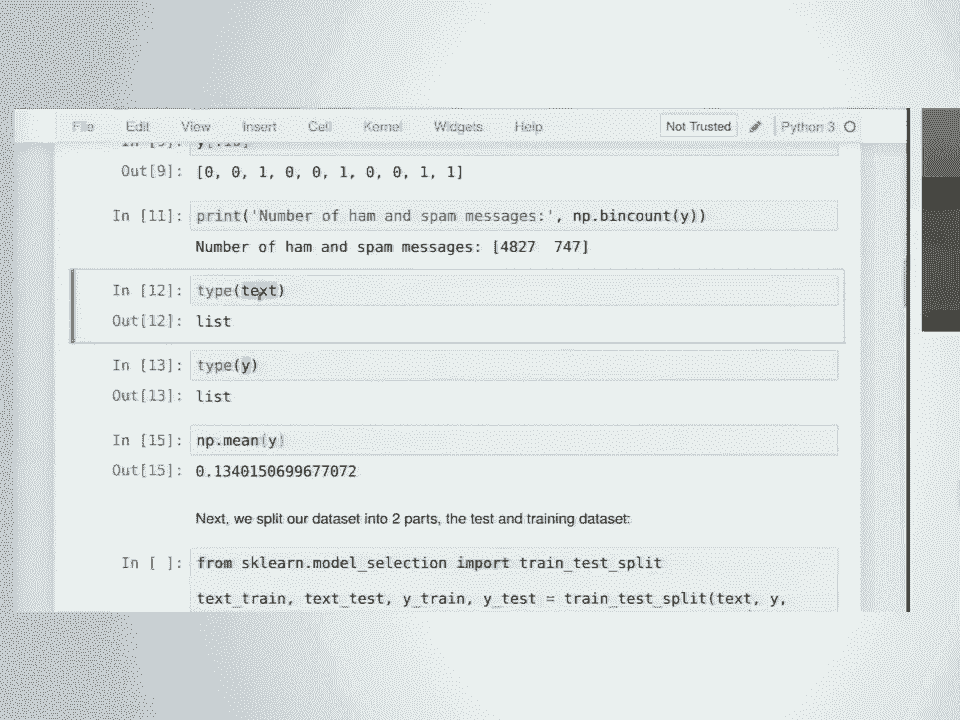 File Edit View Insert Cell Kernel Widgets Help Not Trusted Python 3
In [9]: y[:10]
Out[9]: [0, 0, 1, 0, 0, 1, 0, 0, 1, 1]
In [11]: print('Number of ham and spam messages:', np.bincount(y))
Number of ham and spam messages: [4827  747]
In [12]: type(text)
Out[12]: list
In [13]: type(y)
Out[13]: list
In [15]: np.mean(y)
Out[15]: 0.1340150699677072
Next, we split our dataset into 2 parts, the test and training dataset:
In [ ]: from sklearn.model_selection import train_test_split
text_train, text_test, y_train, y_test = train_test_split(text, y,